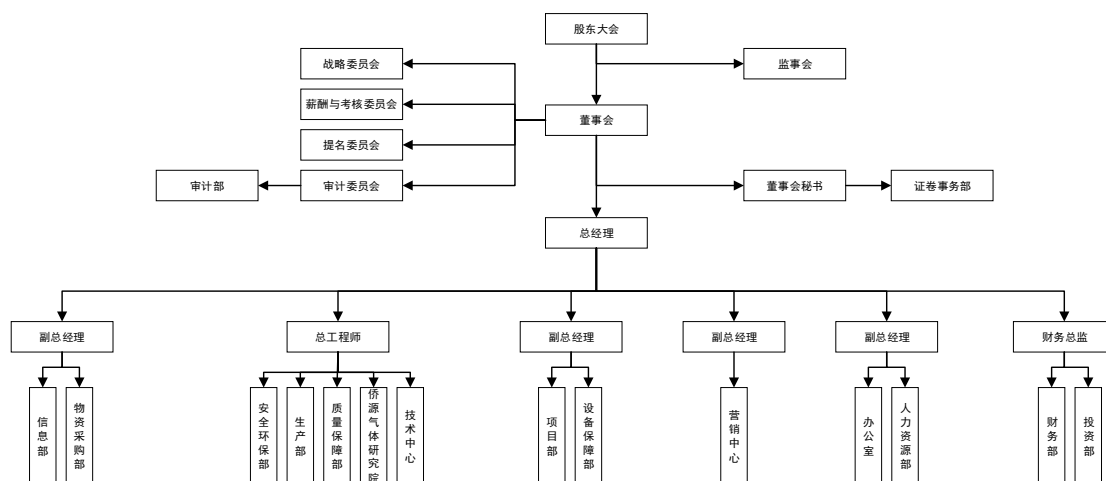 股东大会
战略委员会
监事会
薪酬与考核委员会
董事会
提名委员会
审计部
审计委员会
董事会秘书
证券事务部
总经理
副总经理
总工程师
副总经理
副总经理
副总经理
财务总监
信息部
物资采购部
安全环保部
生产部
质量保障部
侨源气体研究院
技术中心
项目部
设备保障部
营销中心
办公室
人力资源部
财务部
投资部